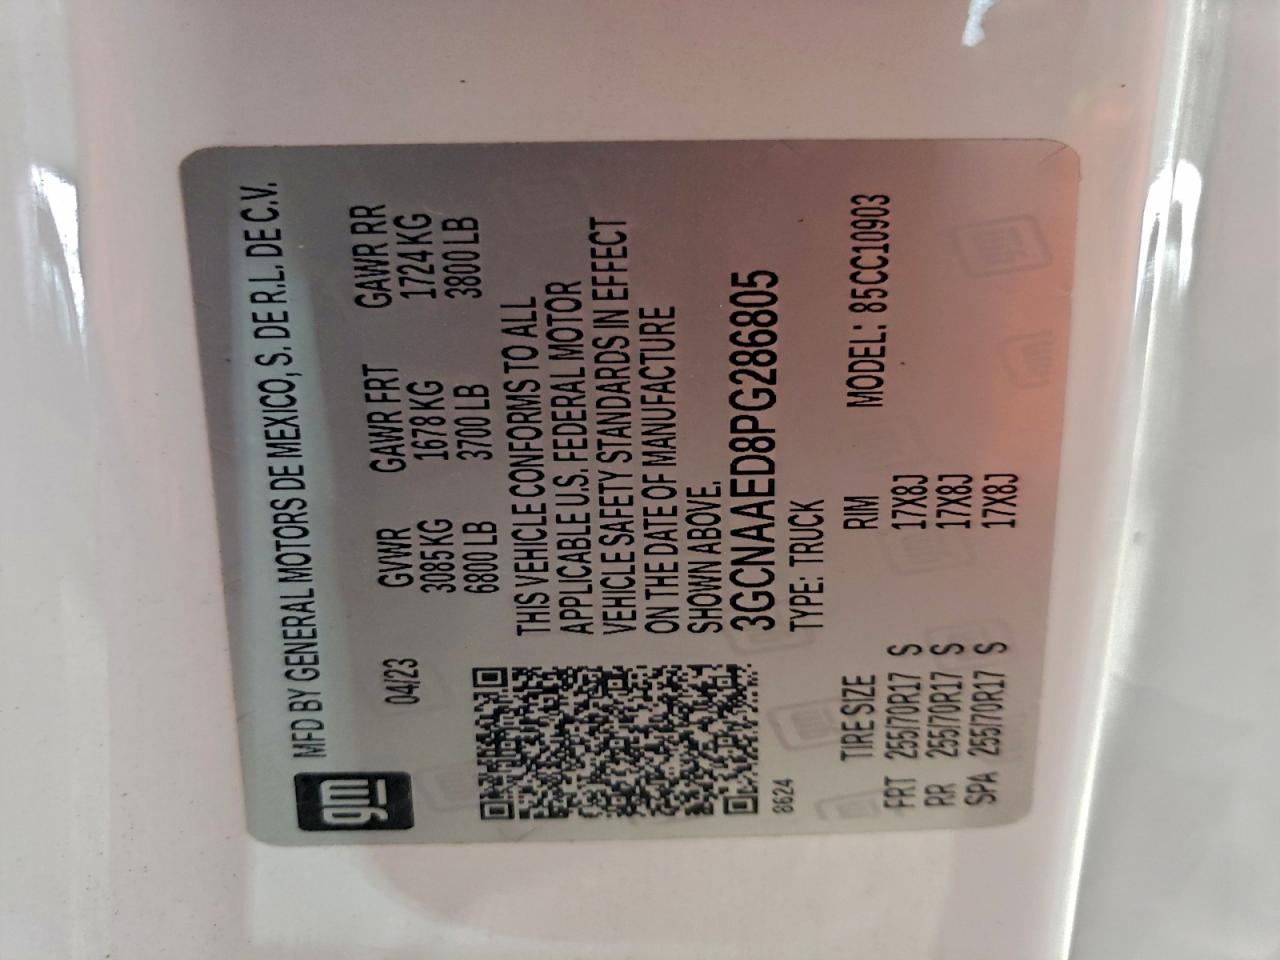 gm
MFD BY GENERAL MOTORS DE MEXICO, S. DE R.L. DE C.V.
04/23
GVWR GAWR FRT GAWR RR
3085 KG 1678 KG 1724 KG
6800 LB 3700 LB 3800 LB
THIS VEHICLE CONFORMS TO ALL
APPLICABLE U.S. FEDERAL MOTOR
VEHICLE SAFETY STANDARDS IN EFFECT
ON THE DATE OF MANUFACTURE
SHOWN ABOVE.
3GCNAAED8PG286805
8624
TYPE: TRUCK
TIRE SIZE RIM MODEL: 85CC10903
FRT 255/70R17 S 17X8J
RR 255/70R17 S 17X8J
SPA 255/70R17 S 17X8J